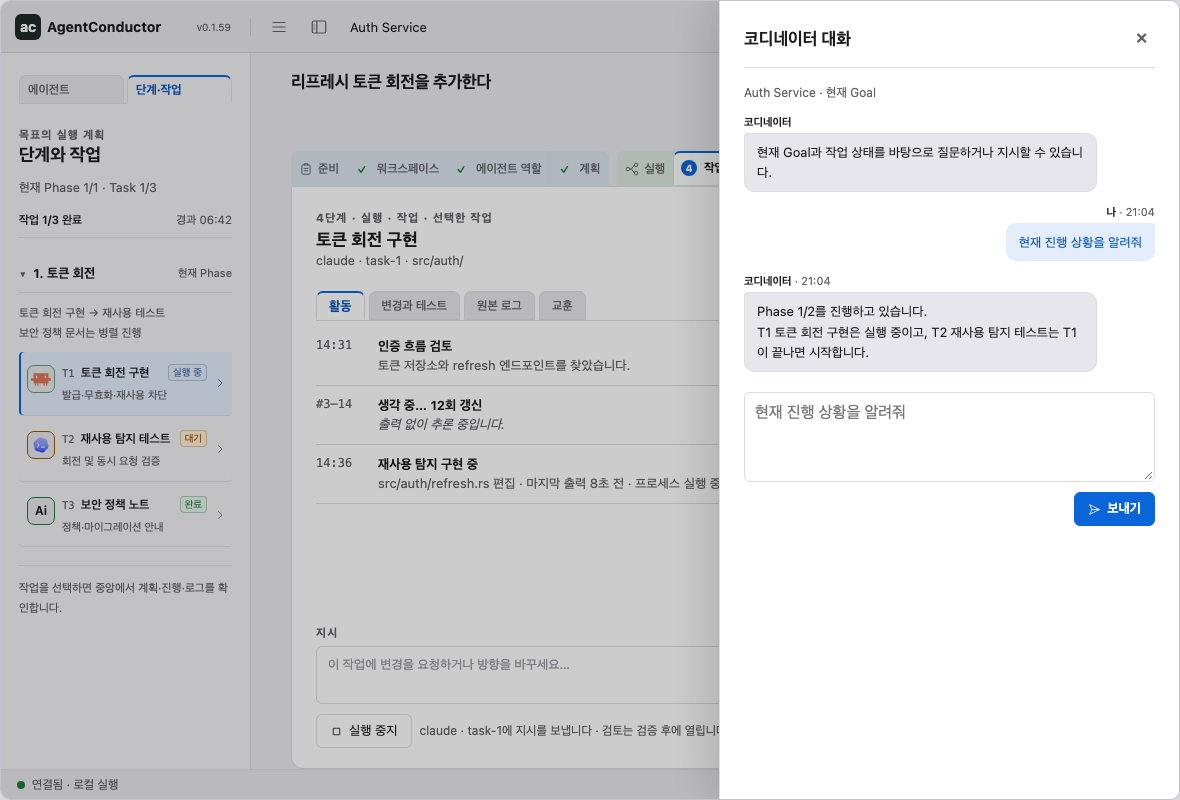 ac AgentConductor v0.1.59 Auth Service
에이전트 단계·작업
목표의 실행 계획
단계와 작업
현재 Phase 1/1 · Task 1/3
작업 1/3 완료 경과 06:42
1. 토큰 회전 현재 Phase
토큰 회전 구현 → 재사용 테스트
보안 정책 문서는 병렬 진행
T1 토큰 회전 구현 실행 중
발급·무효화·재사용 차단
T2 재사용 탐지 테스트 대기
회전 및 동시 요청 검증
Ai T3 보안 정책 노트 완료
정책·마이그레이션 안내
작업을 선택하면 중앙에서 계획·진행·로그를 확
인합니다.
연결됨 · 로컬 실행
리프레시 토큰 회전을 추가한다
준비 워크스페이스 에이전트 역할 계획 실행 4
4단계 · 실행 · 작업 · 선택한 작업
토큰 회전 구현
claude · task-1 · src/auth/
활동 변경과 테스트 원본 로그 교훈
14:31 인증 흐름 검토
토큰 저장소와 refresh 엔드포인트를 찾았습니다.
#3–14 생각 중... 12회 갱신
출력 없이 추론 중입니다.
14:36 재사용 탐지 구현 중
src/auth/refresh.rs 편집 · 마지막 출력 8초 전 · 프로세스 실행 중
지시
이 작업에 변경을 요청하거나 방향을 바꾸세요...
실행 중지 claude · task-1에 지시를 보냅니다 · 검토는 검증 후에 열립니다
코디네이터 대화
Auth Service · 현재 Goal
코디네이터
현재 Goal과 작업 상태를 바탕으로 질문하거나 지시할 수 있습니
다.
나 · 21:04
현재 진행 상황을 알려줘
코디네이터 · 21:04
Phase 1/2를 진행하고 있습니다.
T1 토큰 회전 구현은 실행 중이고, T2 재사용 탐지 테스트는 T1
이 끝나면 시작합니다.
현재 진행 상황을 알려줘
보내기